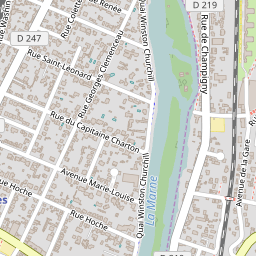 de Renée
Rue Colette
Quai Winston Churchill
D 219
D 247
Rue Georges Clemenceau
Rue de Champigny
Rue Saint-Léonard
Rue du Capitaine Charton
Avenue de la Gare
Avenue Marie-Louise
La Marne
Quai Winston Churchill
Rue Hoche
Rue Hoche